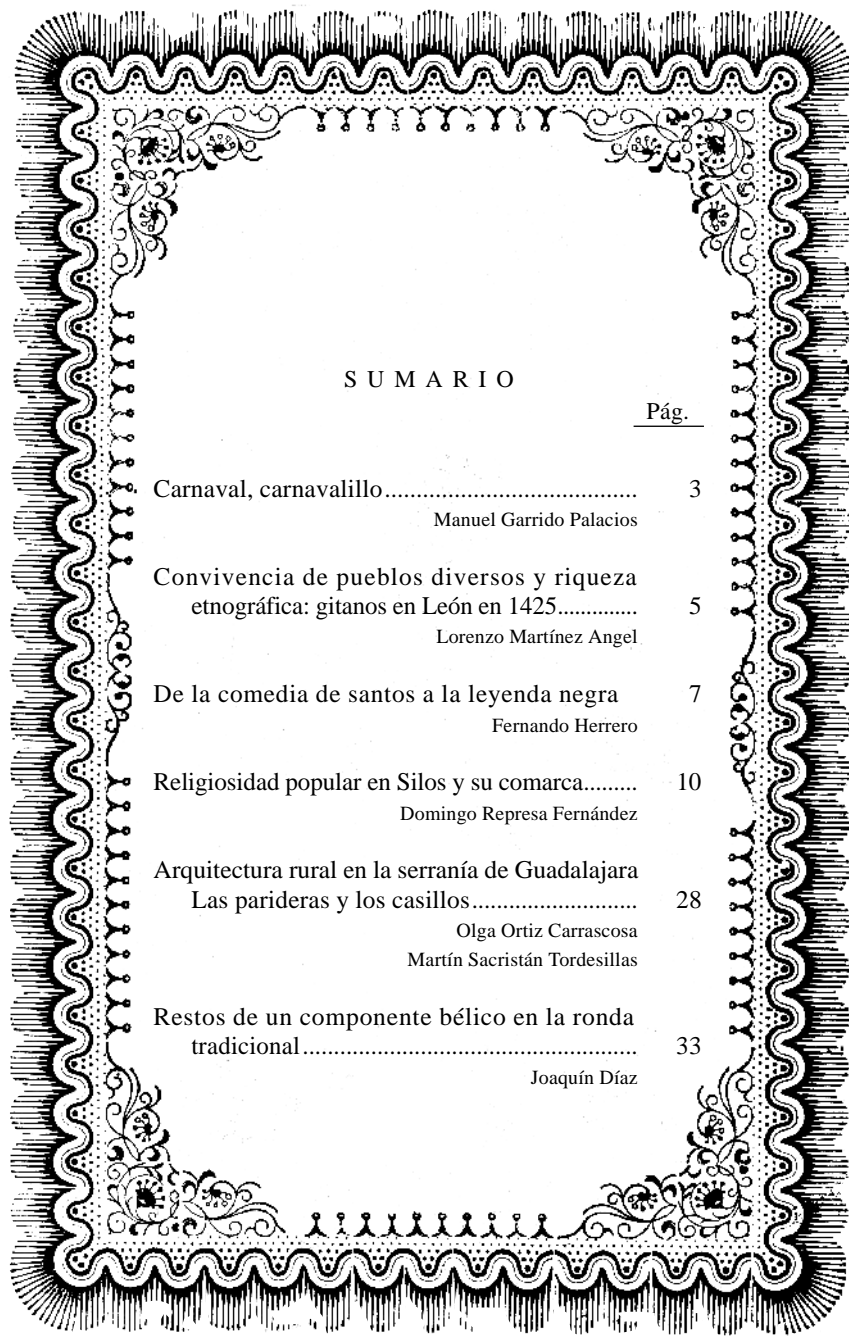 S U M A R I O
Pág.
Carnaval, carnavalillo....................................... 3
Manuel Garrido Palacios
Convivencia de pueblos diversos y riqueza
etnográfica: gitanos en León en 1425.............. 5
Lorenzo Martínez Angel
De la comedia de santos a la leyenda negra 7
Fernando Herrero
Religiosidad popular en Silos y su comarca......... 10
Domingo Represa Fernández
Arquitectura rural en la serranía de Guadalajara
Las parideras y los casillos.......................... 28
Olga Ortiz Carrascosa
Martín Sacristán Tordesillas
Restos de un componente bélico en la ronda
tradicional.................................................... 33
Joaquín Díaz